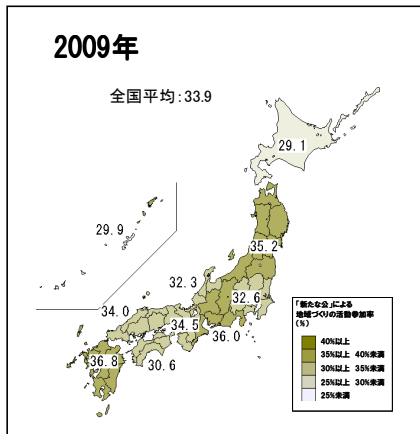 2009年
全国平均:33.9
29.1
29.9
35.2
32.3
32.6
34.0
34.5
36.0
36.8
30.6
「新たな公」による
地域づくりの活動参加率
(%)
40%以上
35%以上 40%未満
30%以上 35%未満
25%以上 30%未満
25%未満